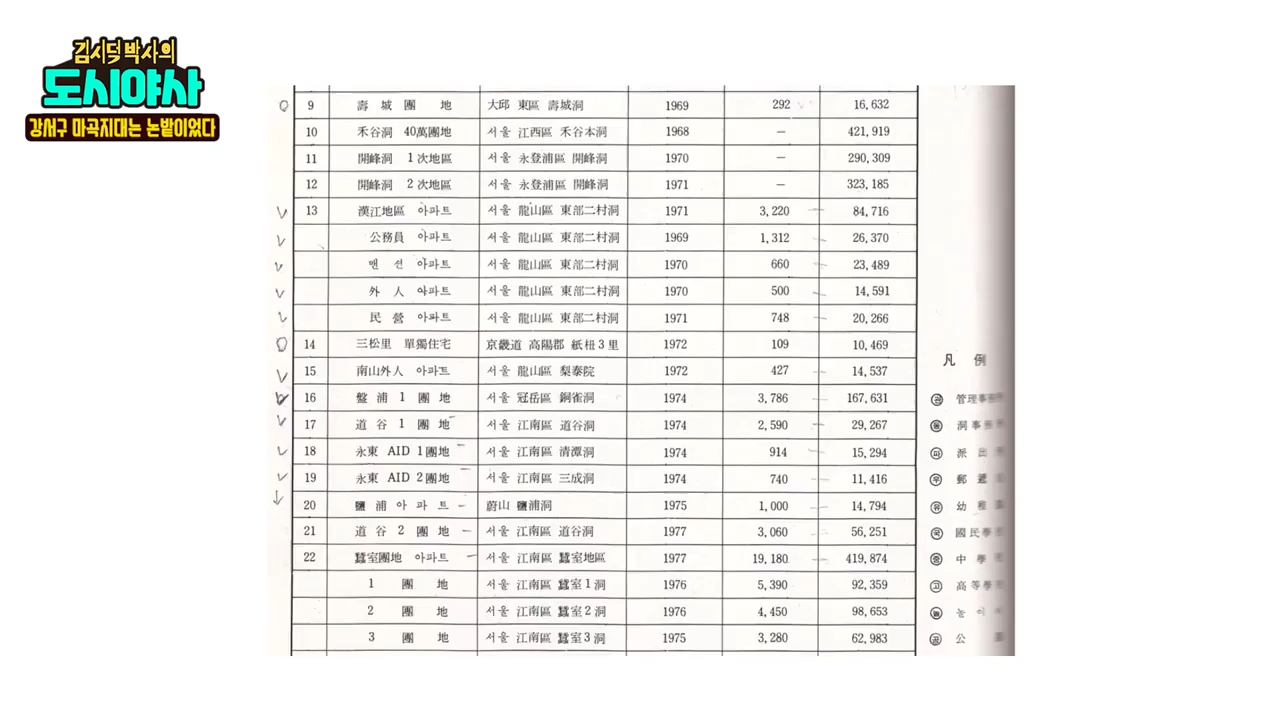 김시덕 박사의
도시야사
강서구 마곡지대는 논밭이었다
9 壽城團地 大邱 東區 壽城洞 1969 292 16,632
10 禾谷洞 40萬團地 서울 江西區 禾谷本洞 1968 — 421,919
11 開峰洞 1次地區 서울 永登浦區 開峰洞 1970 — 290,309
12 開峰洞 2次地區 서울 永登浦區 開峰洞 1971 — 323,185
13 漢江地區 아파트 서울 龍山區 東部二村洞 1971 3,220 84,716
公務員 아파트 서울 龍山區 東部二村洞 1969 1,312 26,370
맨션 아파트 서울 龍山區 東部二村洞 1970 660 23,489
外人 아파트 서울 龍山區 東部二村洞 1970 500 14,591
民營 아파트 서울 龍山區 東部二村洞 1971 748 20,266
14 三松里 單獨住宅 京畿道 高陽郡 紙杻3里 1972 109 10,469
凡例
15 南山外人 아파트 서울 龍山區 梨泰院 1972 427 14,537
16 盤浦 1團地 서울 冠岳區 銅雀洞 1974 3,786 167,631
㉾ 管理事務
17 道谷 1團地 서울 江南區 道谷洞 1974 2,590 29,267
洞事務
18 永東 AID 1團地 서울 江南區 清潭洞 1974 914 15,294
派出
19 永東 AID 2團地 서울 江南區 三成洞 1974 740 11,416
郵遞
20 鹽浦아파트 蔚山 鹽浦洞 1975 1,000 14,794
幼稚園
21 道谷 2團地 서울 江南區 道谷洞 1977 3,060 56,251
國民學
22 蠶室團地 아파트 서울 江南區 蠶室地區 1977 19,180 419,874
中學
1團地 서울 江南區 蠶室1洞 1976 5,390 92,359
高等學
2團地 서울 江南區 蠶室2洞 1976 4,450 98,653
놀이
3團地 서울 江南區 蠶室3洞 1975 3,280 62,983
公園